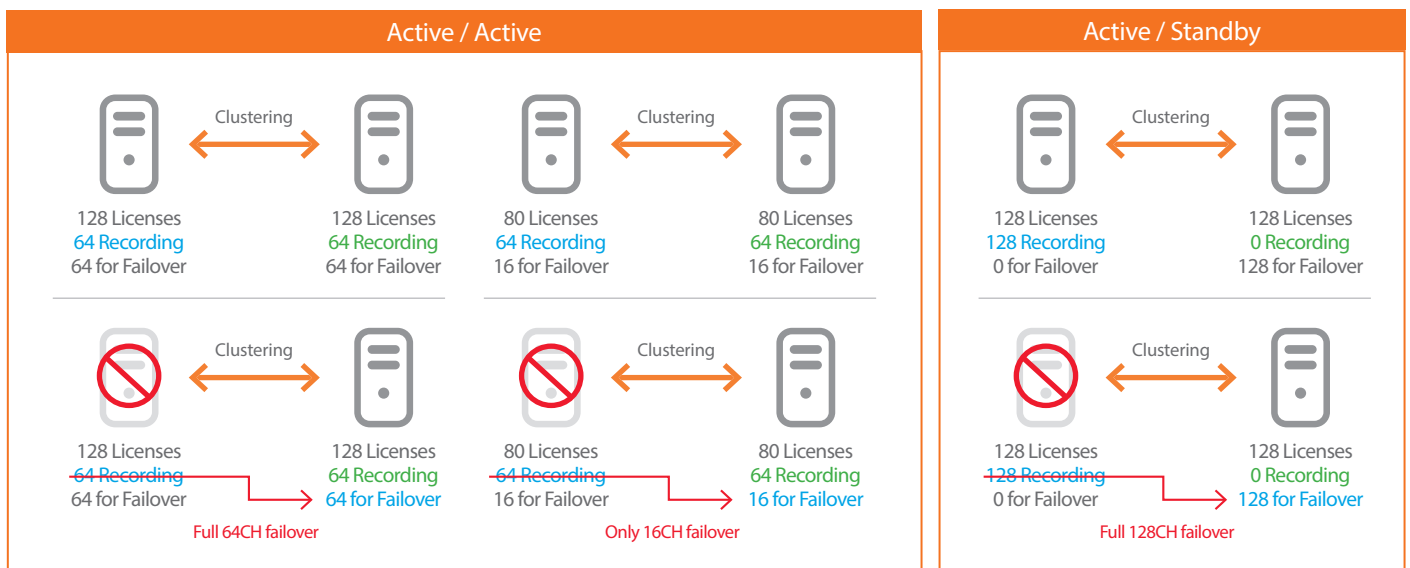 Active / Active
Clustering
128 Licenses
64 Recording
64 for Failover
128 Licenses
64 Recording
64 for Failover
Clustering
80 Licenses
64 Recording
16 for Failover
80 Licenses
64 Recording
16 for Failover
Clustering
128 Licenses
64 Recording
64 for Failover
128 Licenses
64 Recording
64 for Failover
Full 64CH failover
Clustering
80 Licenses
64 Recording
16 for Failover
80 Licenses
64 Recording
16 for Failover
Only 16CH failover
Active / Standby
Clustering
128 Licenses
128 Recording
0 for Failover
128 Licenses
0 Recording
128 for Failover
Clustering
128 Licenses
128 Recording
0 for Failover
128 Licenses
0 Recording
128 for Failover
Full 128CH failover